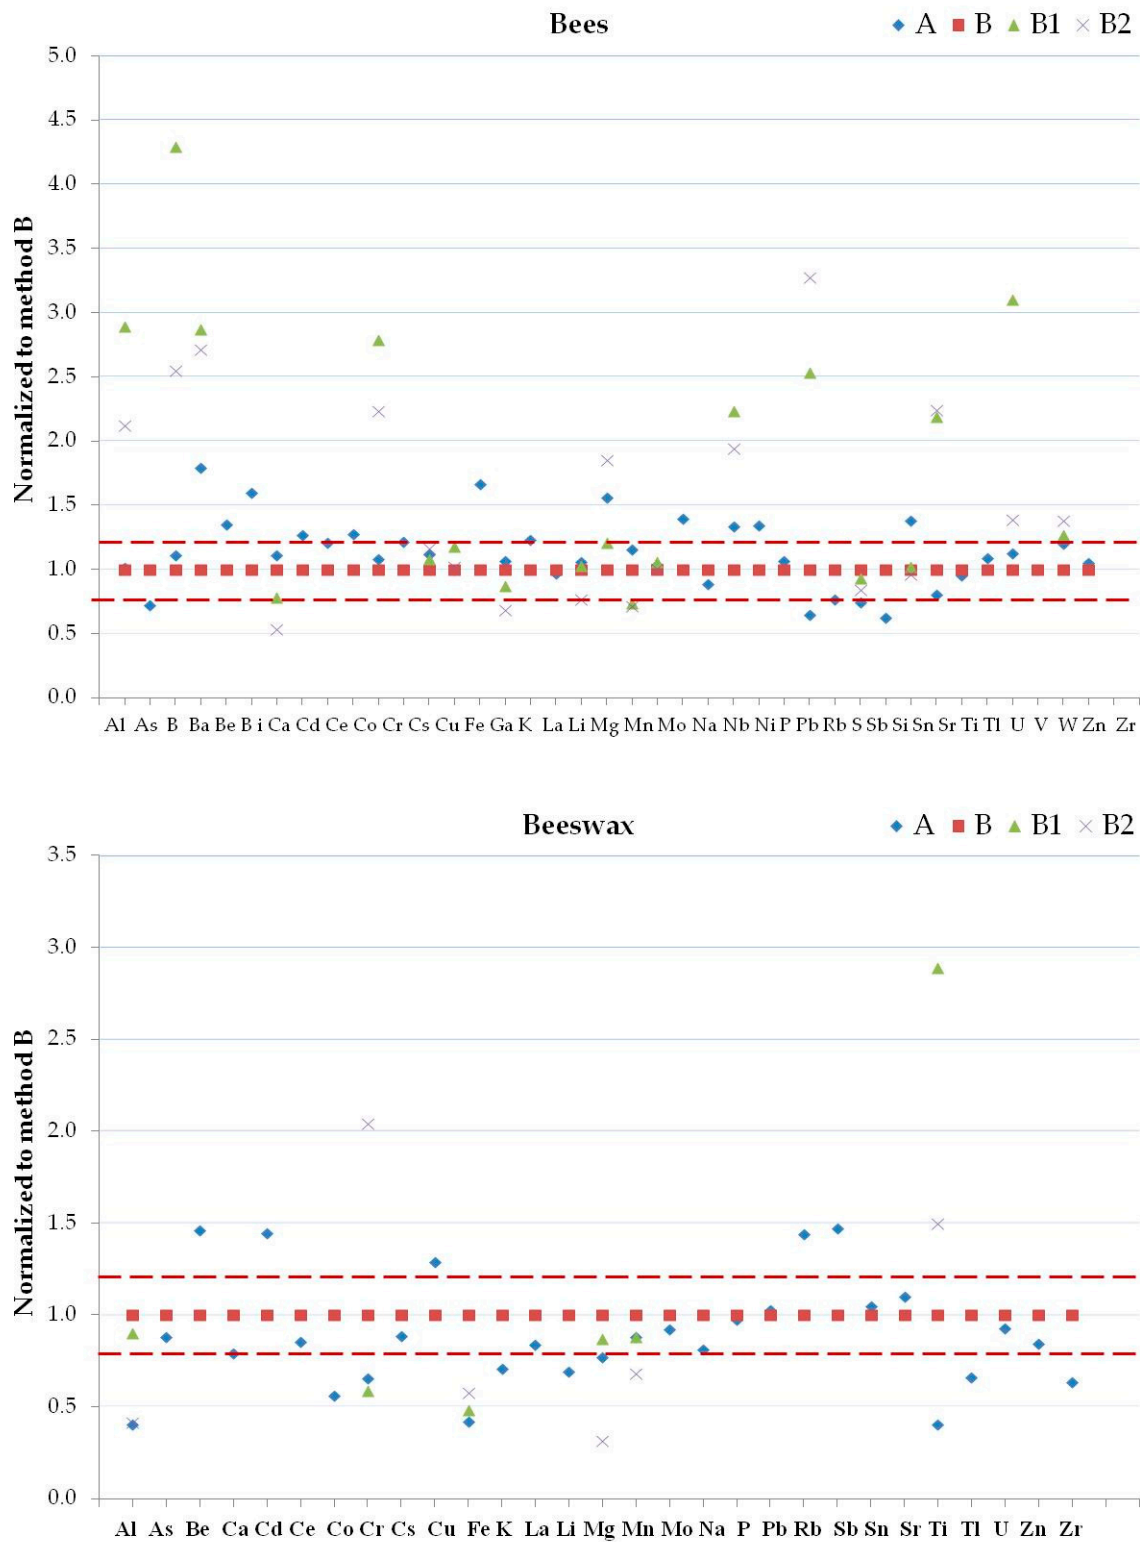 Bees
A B B1 B2
5.0
4.5
4.0
3.5
3.0
2.5
2.0
1.5
1.0
0.5
0.0
Normalized to method B
Al As B Ba Be B i Ca Cd Ce Co Cr Cs Cu Fe Ga K La Li Mg Mn Mo Na Nb Ni P Pb Rb S Sb Si Sn Sr Ti Tl U V W Zn Zr
Beeswax
A B B1 B2
3.5
3.0
2.5
2.0
1.5
1.0
0.5
0.0
Normalized to method B
Al As Be Ca Cd Ce Co Cr Cs Cu Fe K La Li Mg Mn Mo Na P Pb Rb Sb Sn Sr Ti Tl U Zn Zr